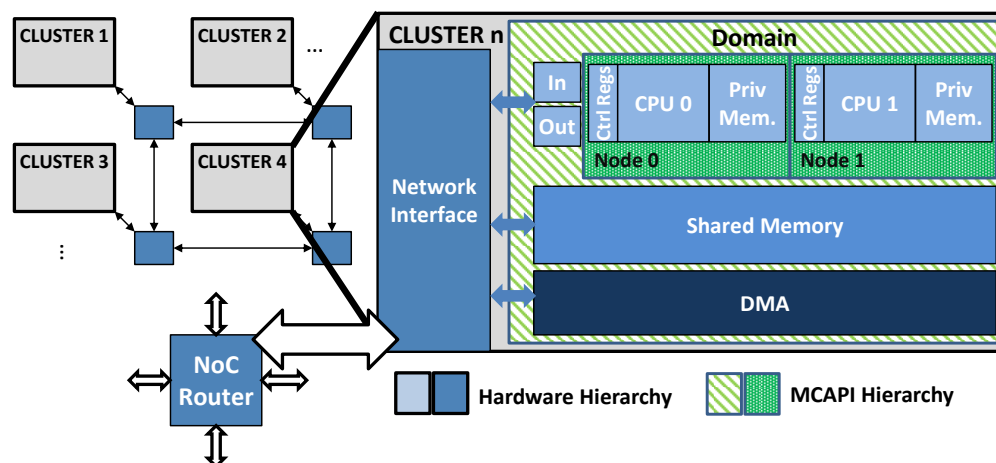 CLUSTER 1
CLUSTER 2
...
CLUSTER 3
CLUSTER 4
...
CLUSTER n
Domain
In
Out
Ctrl Regs
CPU 0
Priv
Mem.
Node 0
Ctrl Regs
CPU 1
Priv
Mem.
Node 1
Network
Interface
Shared Memory
DMA
NoC
Router
Hardware Hierarchy
MCAPI Hierarchy